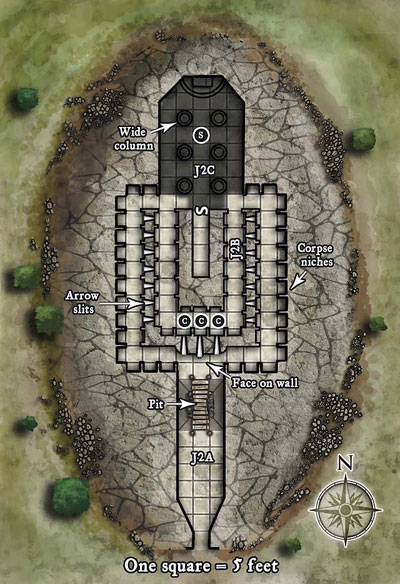 Wide
column
S
J2C
S
J2B
Corpse
niches
Arrow
slits
C C C
Face on wall
Pit
J2A
N
One square = 5 feet